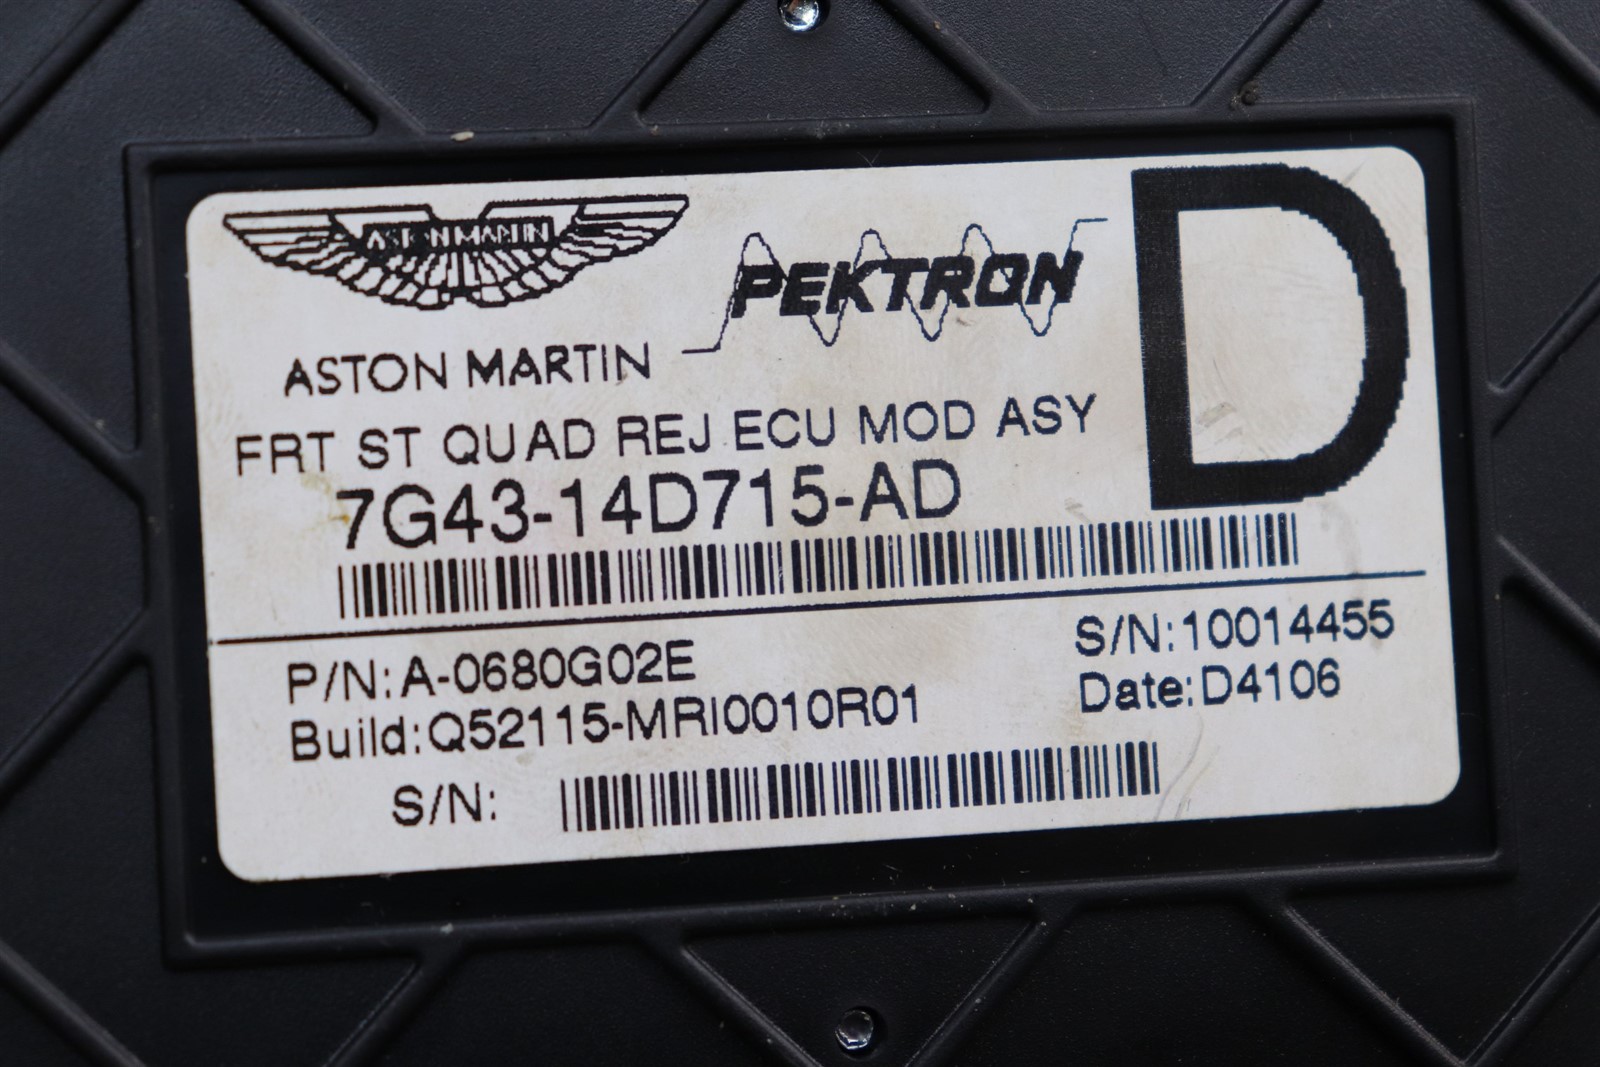 ASTON MARTIN
PEKTRON
D
ASTON MARTIN
FRT ST QUAD REJ ECU MOD ASY
7G43-14D715-AD
P/N:A-0680G02E
S/N:10014455
Build:Q52115-MRI0010R01
Date:D4106
S/N: